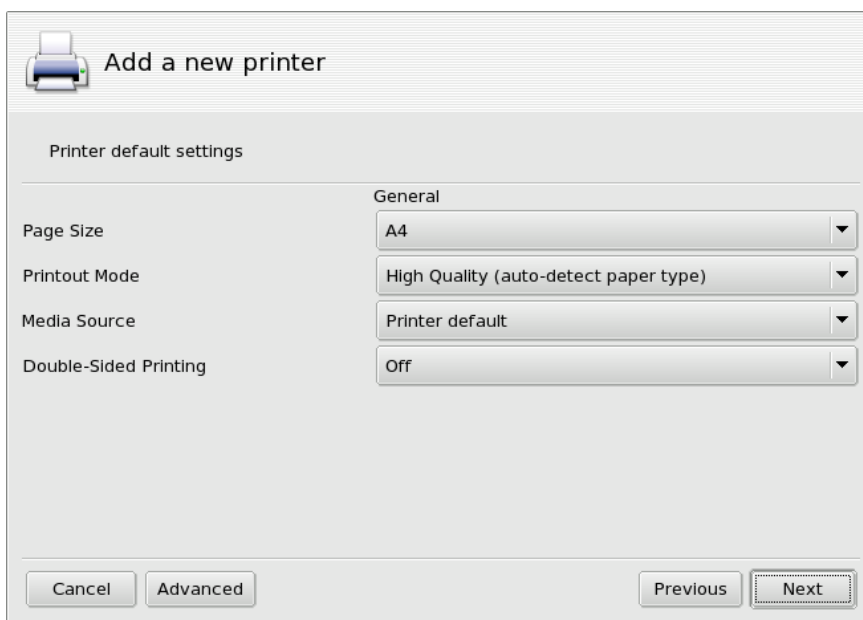 Add a new printer
Printer default settings
General
Page Size A4
Printout Mode High Quality (auto-detect paper type)
Media Source Printer default
Double-Sided Printing Off
Cancel Advanced Previous Next